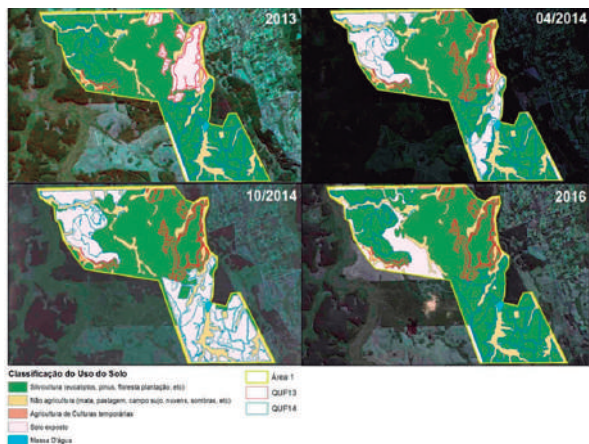 2013
04/2014
10/2014
2016
Classificação do Uso do Solo
Silvicultura (eucaliptos, pinus, floresta plantação, etc)
Não agricultura (mata, pastagem, campo sujo, nuvens, sombras, etc)
Agricultura de Culturas temporárias
Solo exposto
Massa D'água
Área 1
QUF13
QUF14